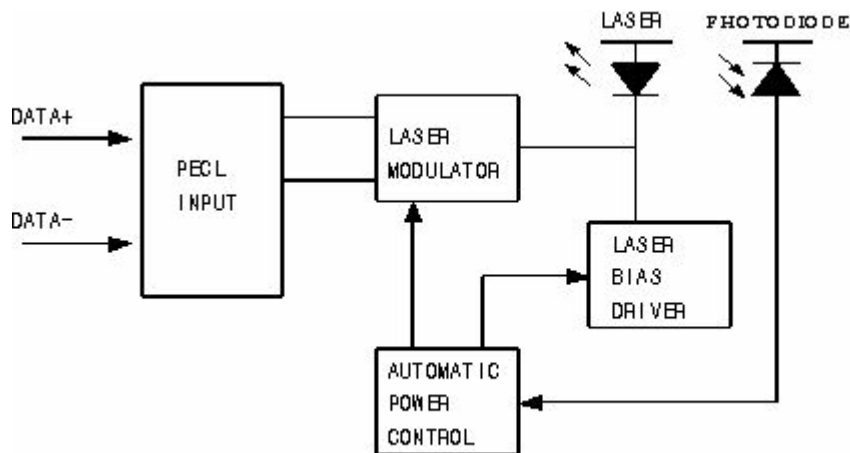 LASER
PHOTODIODE
DATA+
DATA-
PECL
INPUT
LASER
MODULATOR
LASER
BIAS
DRIVER
AUTOMATIC
POWER
CONTROL